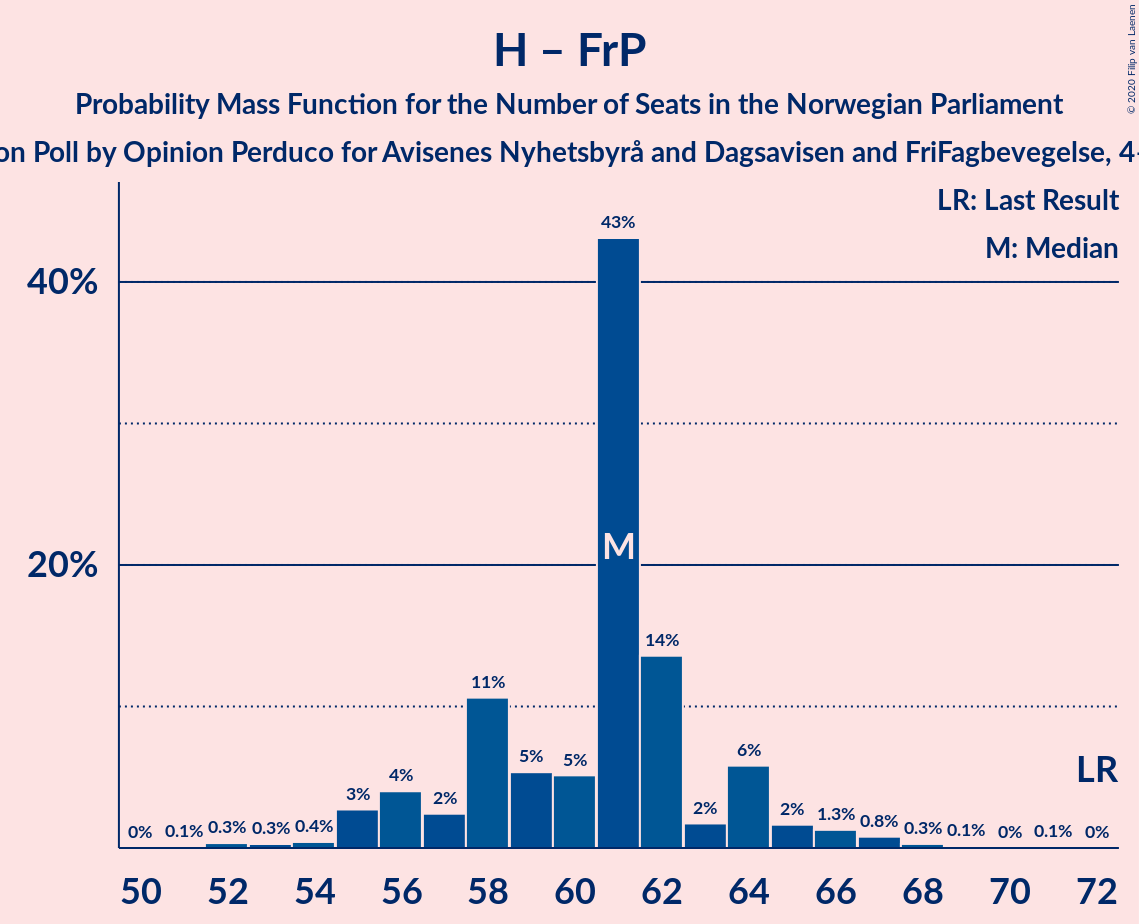 H – FrP
Probability Mass Function for the Number of Seats in the Norwegian Parliament
on Poll by Opinion Perduco for Avisenes Nyhetsbyrå and Dagsavisen and FriFagbevegelse, 4
© 2020 Filip van Laenen
LR: Last Result
M: Median
40%
20%
0% 0.1% 0.3% 0.3% 0.4% 3% 4% 2% 11% 5% 5% 43% 14% 2% 6% 2% 1.3% 0.8% 0.3% 0.1% 0% 0.1% 0%
M
LR
50 52 54 56 58 60 62 64 66 68 70 72